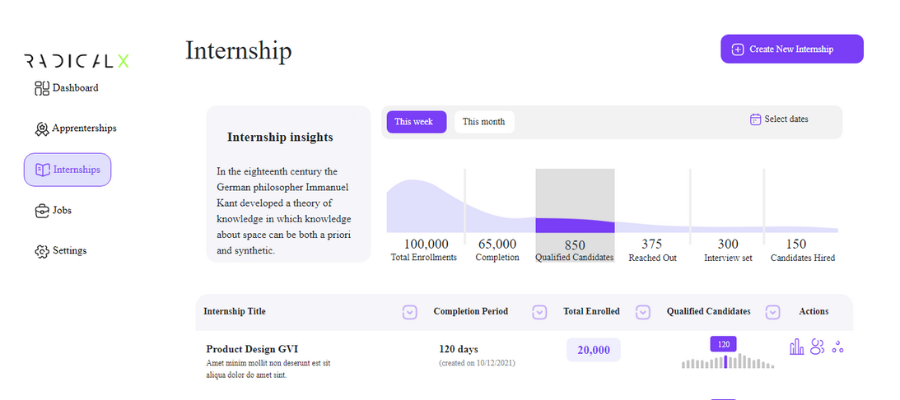 RADICALX
Internship
Create New Internship
Dashboard
Apprenterships
Internships
Jobs
Settings
Internship insights
In the eighteenth century the
German philosopher Immanuel
Kant developed a theory of
knowledge in which knowledge
about space can be both a priori
and synthetic.
This week
This month
Select dates
100,000
Total Enrollments
65,000
Completion
850
Qualified Candidates
375
Reached Out
300
Interview set
150
Candidates Hired
Internship Title
Completion Period
Total Enrolled
Qualified Candidates
Actions
Product Design GVI
Amet minim mollit non deserunt est sit
aliqua dolor do amet sint.
120 days
(created on 10/12/2021)
20,000
120